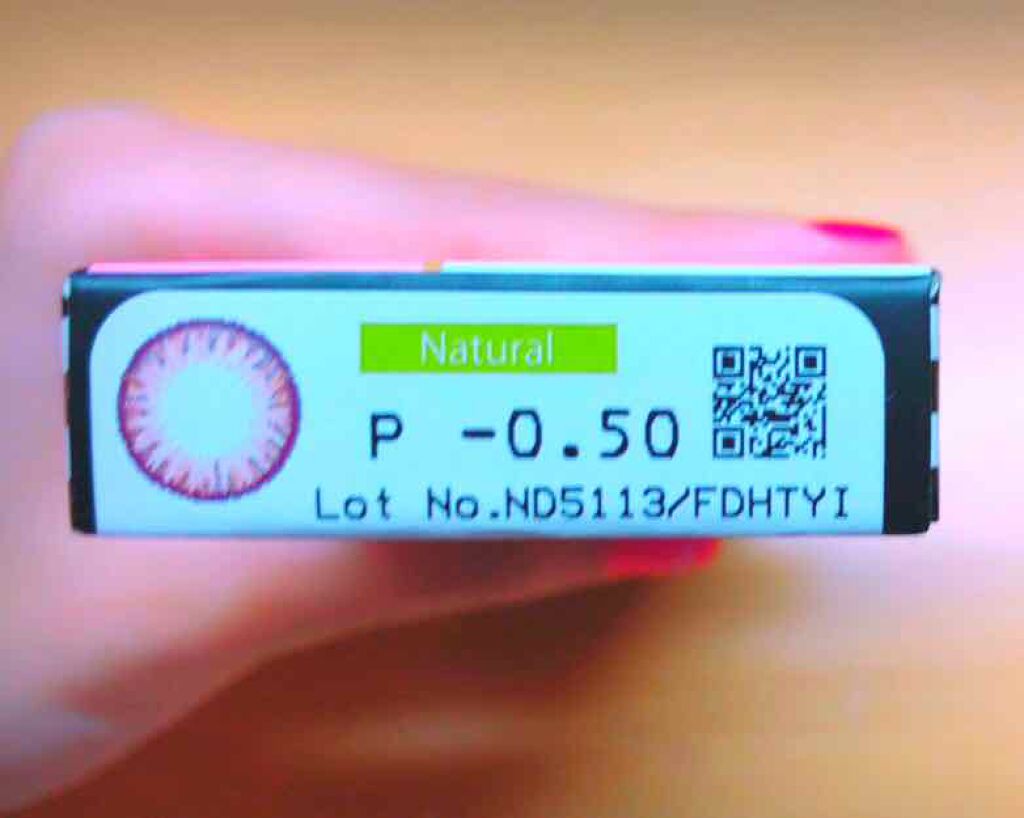 Natural
P -0.50
Lot No.ND5113/FDHTYI